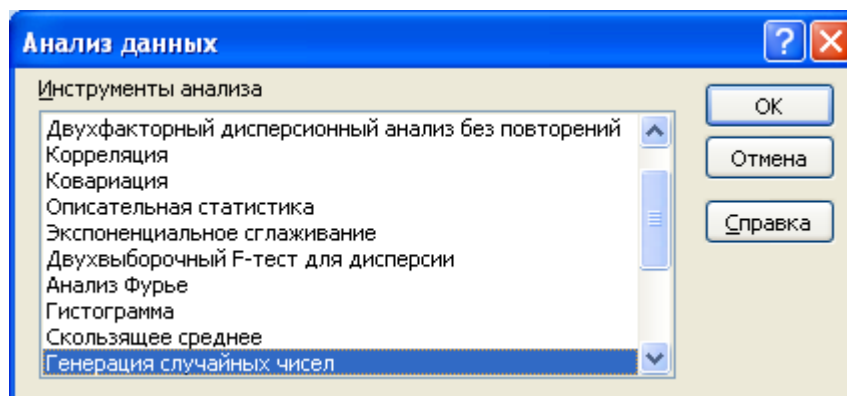 Анализ данных
Инструменты анализа
Двухфакторный дисперсионный анализ без повторений
Корреляция
Ковариация
Описательная статистика
Экспоненциальное сглаживание
Двухвыборочный F-тест для дисперсии
Анализ Фурье
Гистограмма
Скользящее среднее
Генерация случайных чисел
ОК
Отмена
Справка